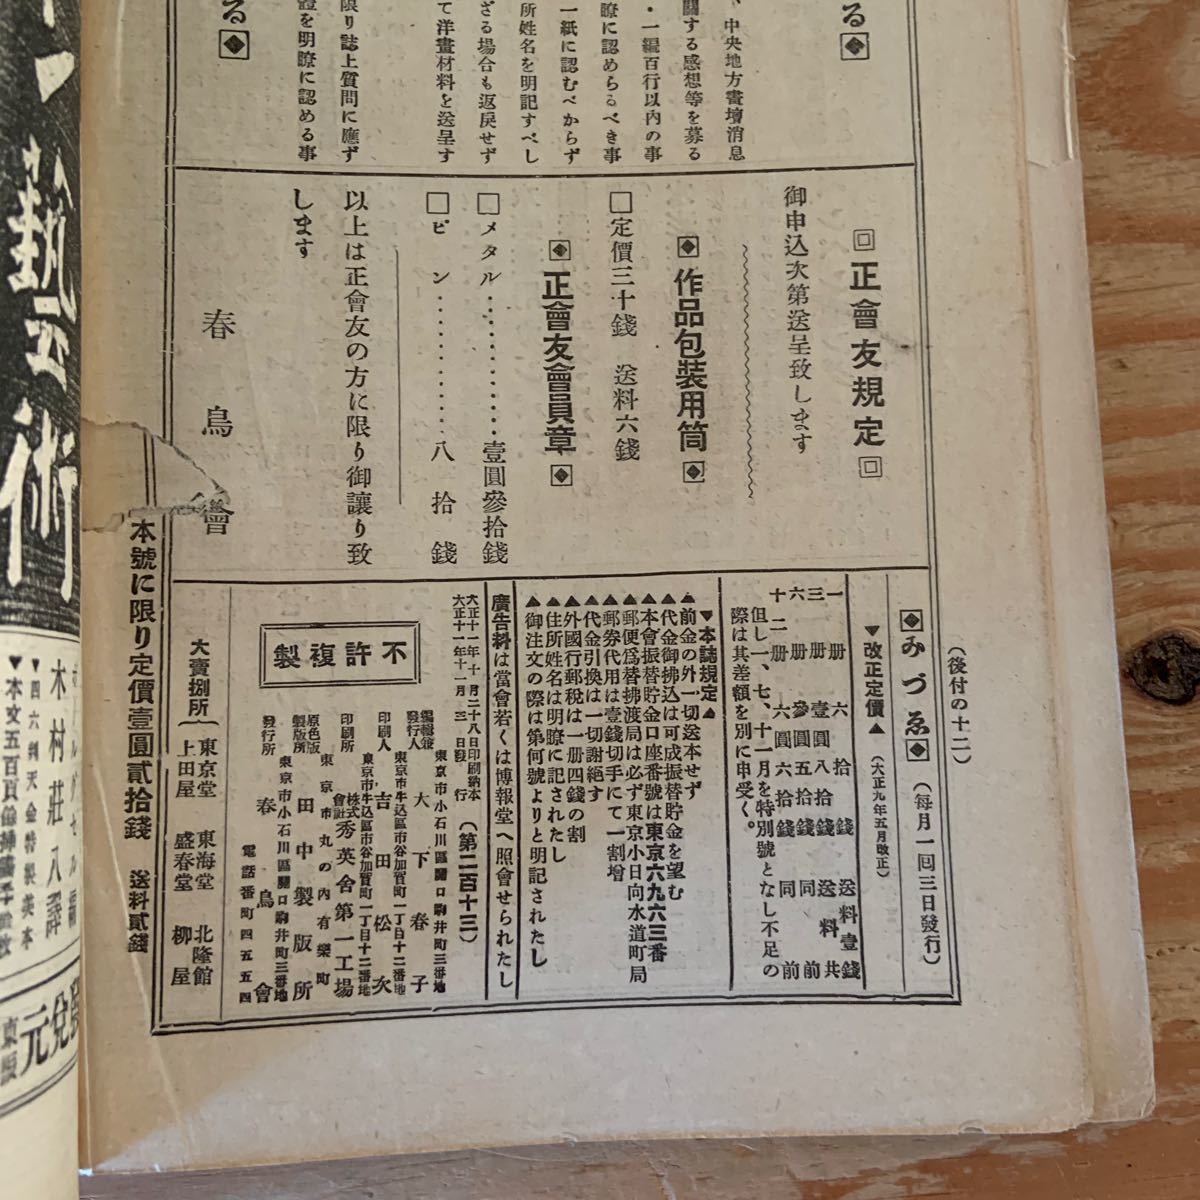 (後付の十二)
る◆
、中央地方畫壇消息
關する感想等を募る
・一編百行以内の事
瞭に認めらるべき事
一紙に認むべからず
所姓名を明記すべし
ざる場合も返戻せず
て洋畫材料を送呈す
限り誌上質問に應ず
を明瞭に認める事
る◆
回正會友規定回
御申込次第送呈致します
◆作品包裝用筒◆
□定價三十錢 送料六錢
◆正會友會員章◆
□メタル………壹圓參拾錢
□ピン………八拾錢
以上は正會友の方に限り御讓り致
します
春鳥會
◆みづゑ◆(毎月一回三日發行)
▼改正定價▲(大正九年五月改正)
一册 六拾錢 送料壹錢
三册 壹圓八拾錢 送料共
六册 參圓五拾錢 同前
十二册 六圓六拾錢 同前
但し一、七、十一月を特別號となし不足の
際は其差額を別に申受く。
▼本誌規定▲
▲前金の外一切送本せず
▲代金御拂込は可成振替貯金を望む
▲本會振替貯金口座番號は東京六九六三番
▲郵便爲替拂渡局は必ず東京小日向水道町局
▲郵券代用は壹錢切手にて一割增
▲代金引換は一切謝絶す
▲外國行郵税は一册四錢の割
▲住所姓名は明瞭に記されたし
▲御注文の際は第何號よりと明記されたし
廣告料は當會若くは博報堂へ照會せられたし
大正十一年十月二十八日印刷納本
大正十一年十一月三日發行 (第二百十三)
不許複製
東京市小石川區關口駒井町三番地
編輯兼發行人 大下春子
東京市牛込區市谷加賀町一丁目十二番地
印刷人 吉田松次
東京市牛込區市谷加賀町一丁目十二番地
印刷所 株式會社秀英舍第一工場
東京市丸の内有樂町
原色版製版所 田中製版所
東京市小石川區關口駒井町三番地
發行所 春鳥會
電話番町四五五四
大賣捌所 東京堂 東海堂 北隆館
上田屋 盛春堂 柳屋
本號に限り定價壹圓貳拾錢 送料貳錢
藝術
木村莊八譯
▼四六判天金特製美本
發兌元